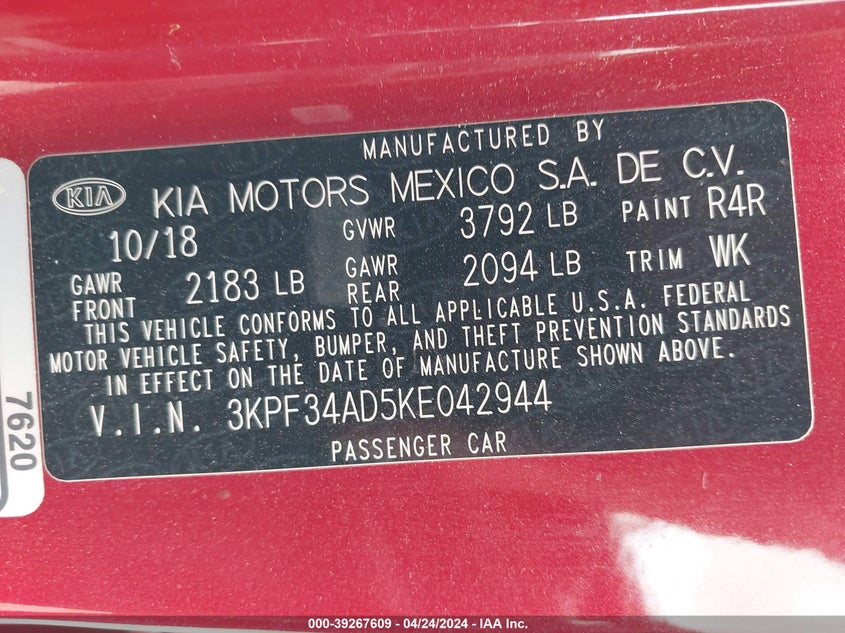 MANUFACTURED BY
KIA KIA MOTORS MEXICO S.A. DE C.V.
10/18 GVWR 3792 LB PAINT R4R
GAWR FRONT 2183 LB GAWR REAR 2094 LB TRIM WK
THIS VEHICLE CONFORMS TO ALL APPLICABLE U.S.A. FEDERAL
MOTOR VEHICLE SAFETY, BUMPER, AND THEFT PREVENTION STANDARDS
IN EFFECT ON THE DATE OF MANUFACTURE SHOWN ABOVE.
V.I.N. 3KPF34AD5KE042944
PASSENGER CAR
7620
000-39267609 - 04/24/2024 - IAA Inc.